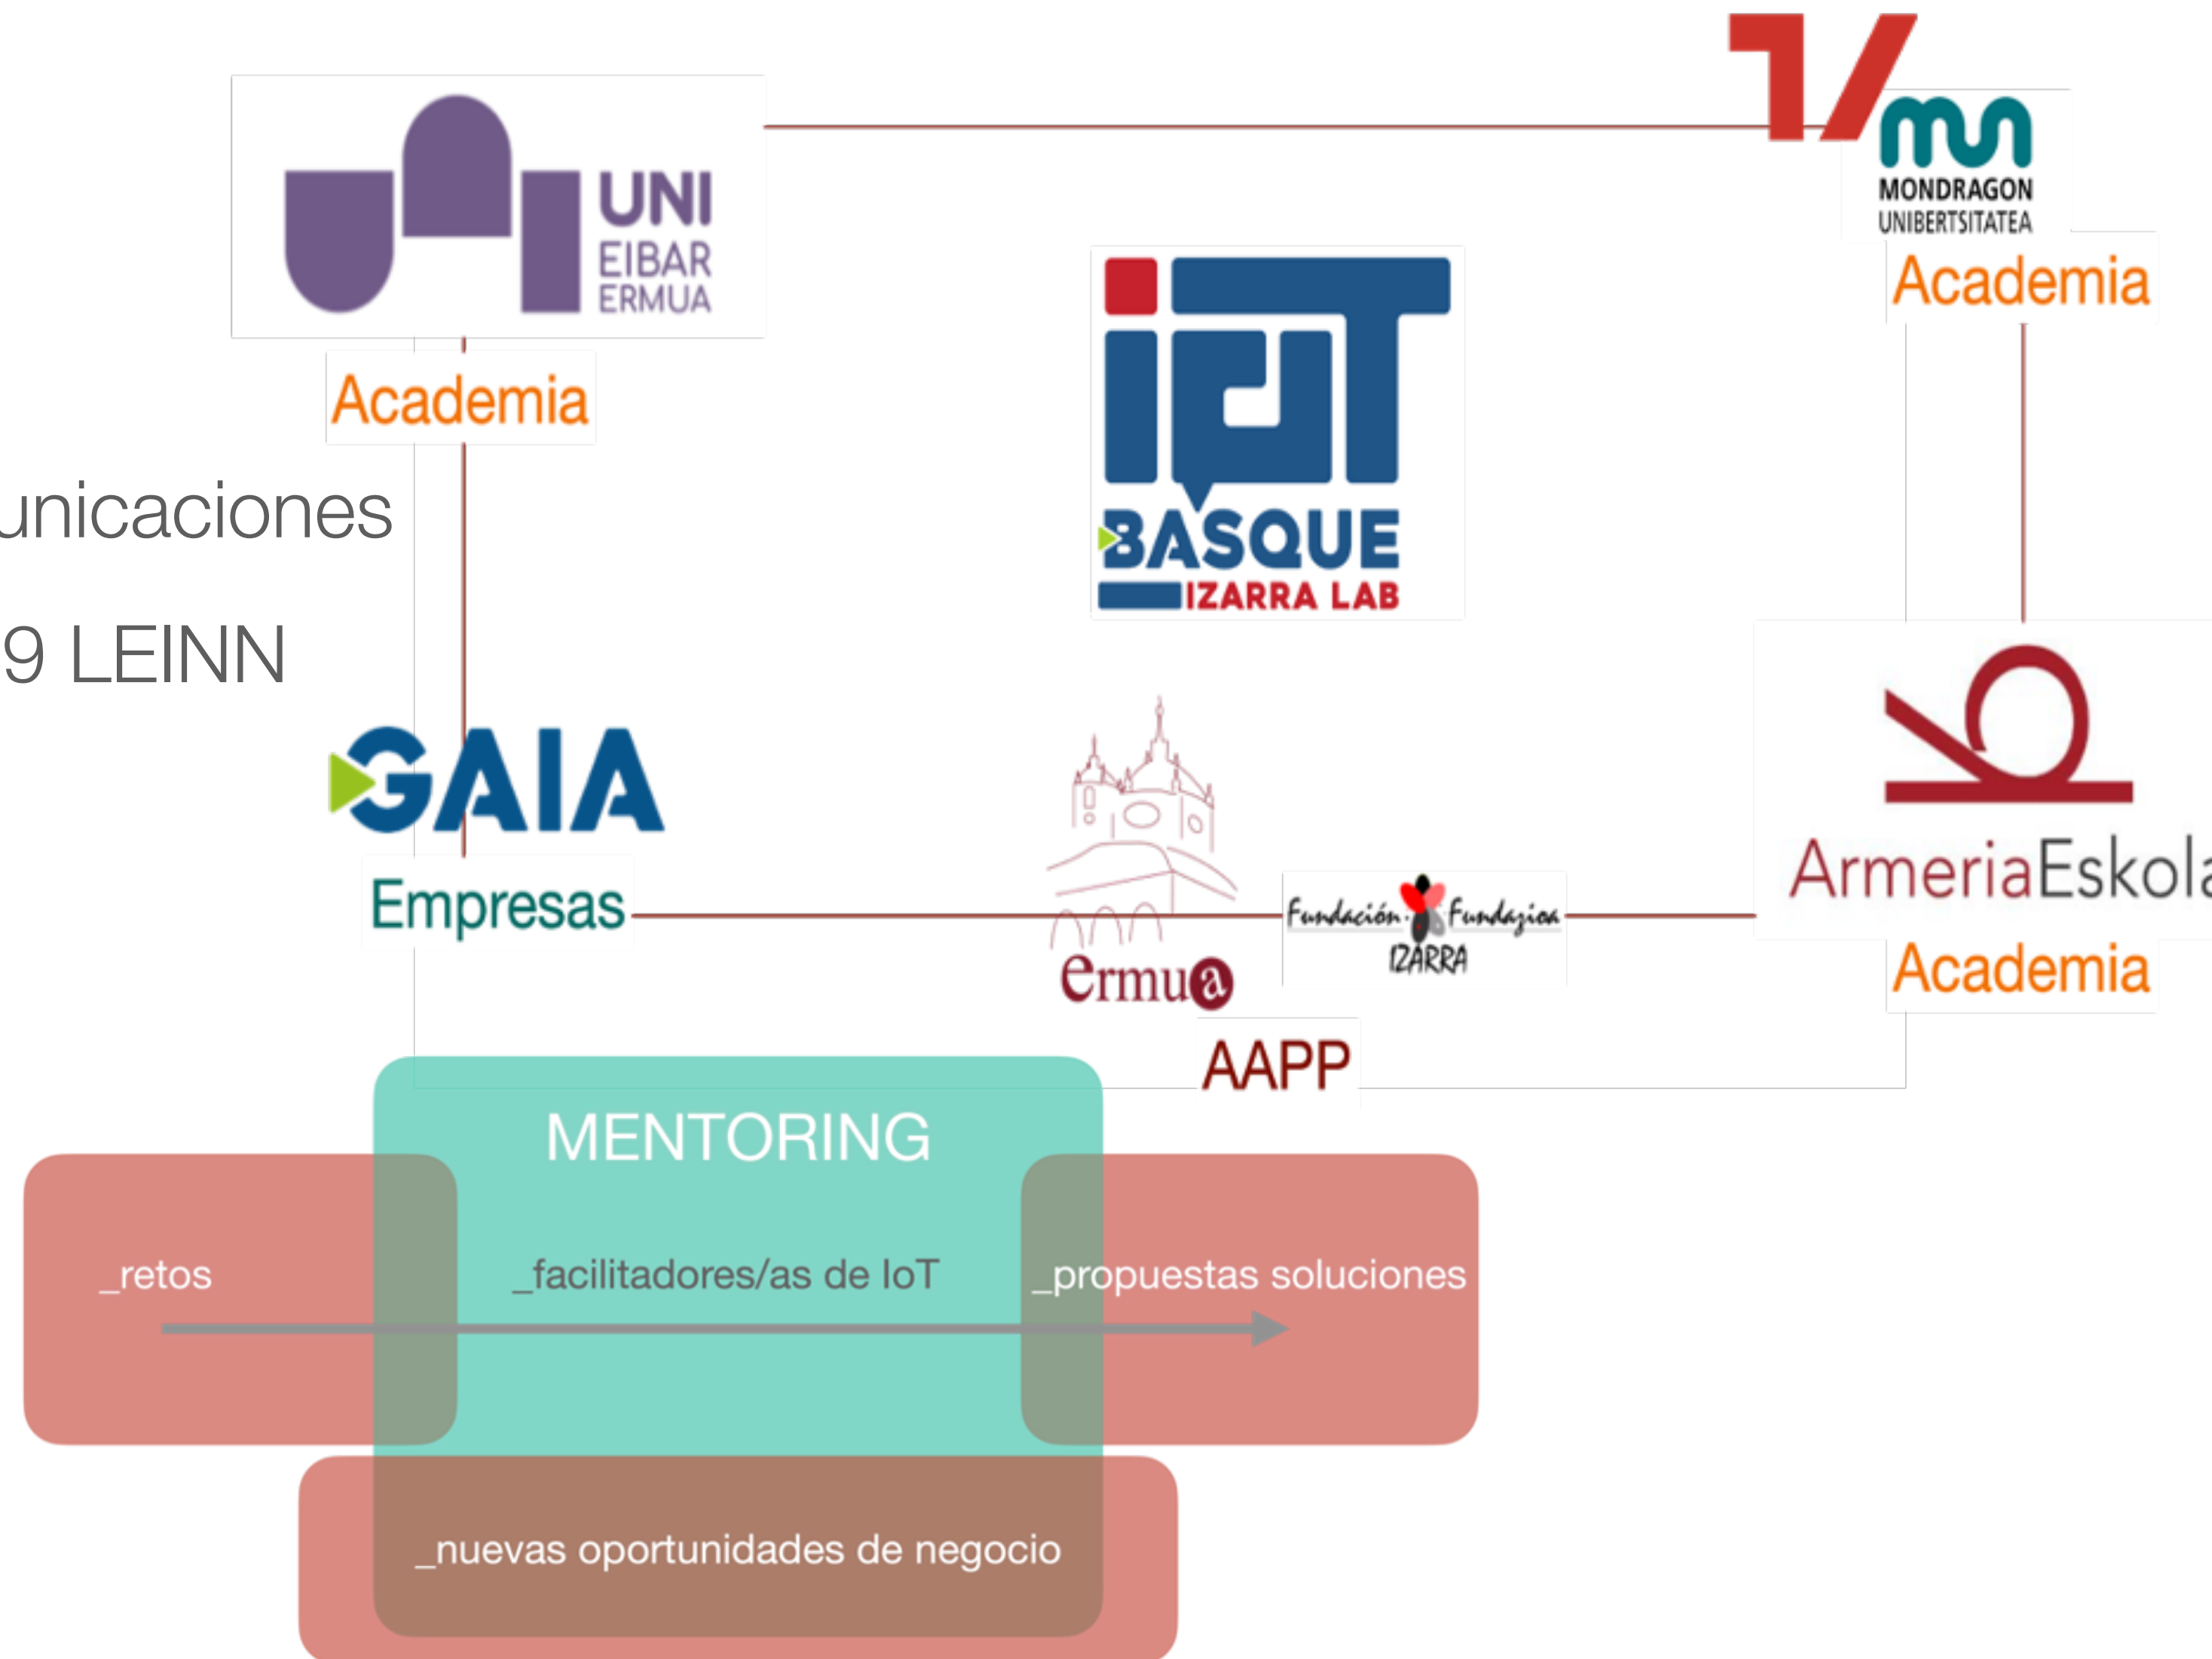 UNI
EIBAR
ERMUA
Academia
MONDRAGON
UNIBERTSITATEA
Academia
IOT
BASQUE
IZARRA LAB
unicaciones
9 LEINN
GAIA
Empresas
ermua
Fundación · Fundazioa
IZARRA
AAPP
ArmeriaEskola
Academia
MENTORING
_retos
_facilitadores/as de IoT
_propuestas soluciones
_nuevas oportunidades de negocio